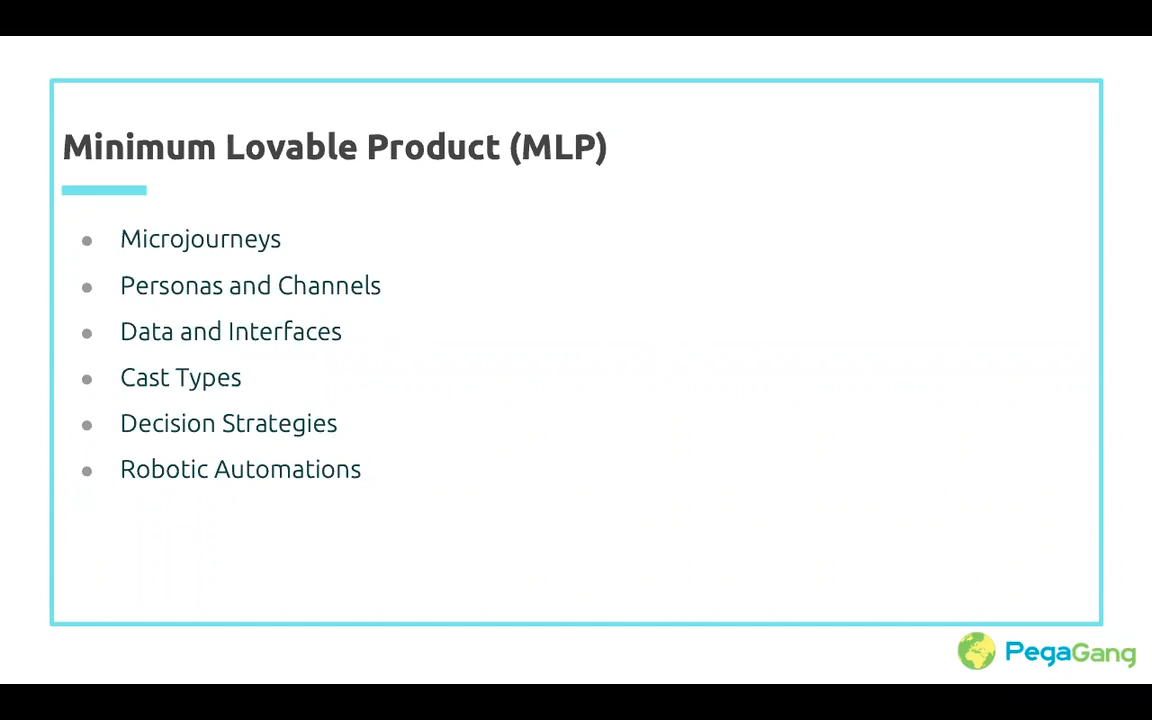 Minimum Lovable Product (MLP)
Microjourneys
Personas and Channels
Data and Interfaces
Cast Types
Decision Strategies
Robotic Automations
PegaGang